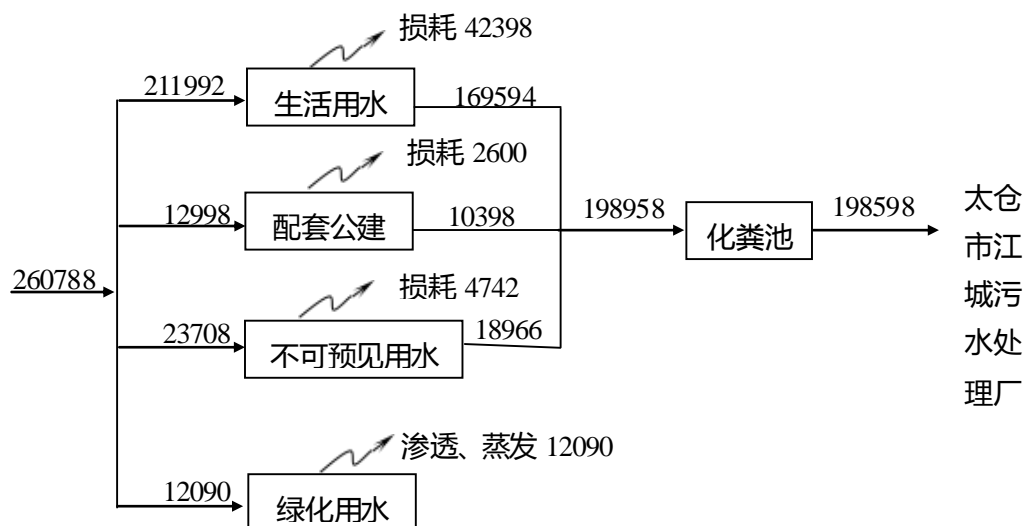 损耗 42398
211992
生活用水
169594
损耗 2600
12998
配套公建
10398
198958
化粪池
198598
太仓
市江
城污
水处
理厂
260788
损耗 4742
23708
不可预见用水
18966
渗透、蒸发 12090
12090
绿化用水